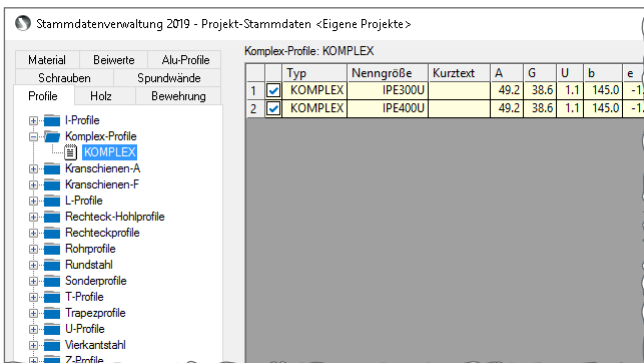 Stammdatenverwaltung 2019 - Projekt-Stammdaten <Eigene Projekte>
Material Beiwerte Alu-Profile
Schrauben Spundwände
Profile Holz Bewehrung
I-Profile
Komplex-Profile
KOMPLEX
Kranschienen-A
Kranschienen-F
L-Profile
Rechteck-Hohlprofile
Rechteckprofile
Rohrprofile
Rundstahl
Sonderprofile
T-Profile
Trapezprofile
U-Profile
Vierkantstahl
Z-Profile
Komplex-Profile: KOMPLEX
Typ Nenngröße Kurztext A G U b e
1 KOMPLEX IPE300U 49.2 38.6 1.1 145.0 -1.
2 KOMPLEX IPE400U 49.2 38.6 1.1 145.0 -1.